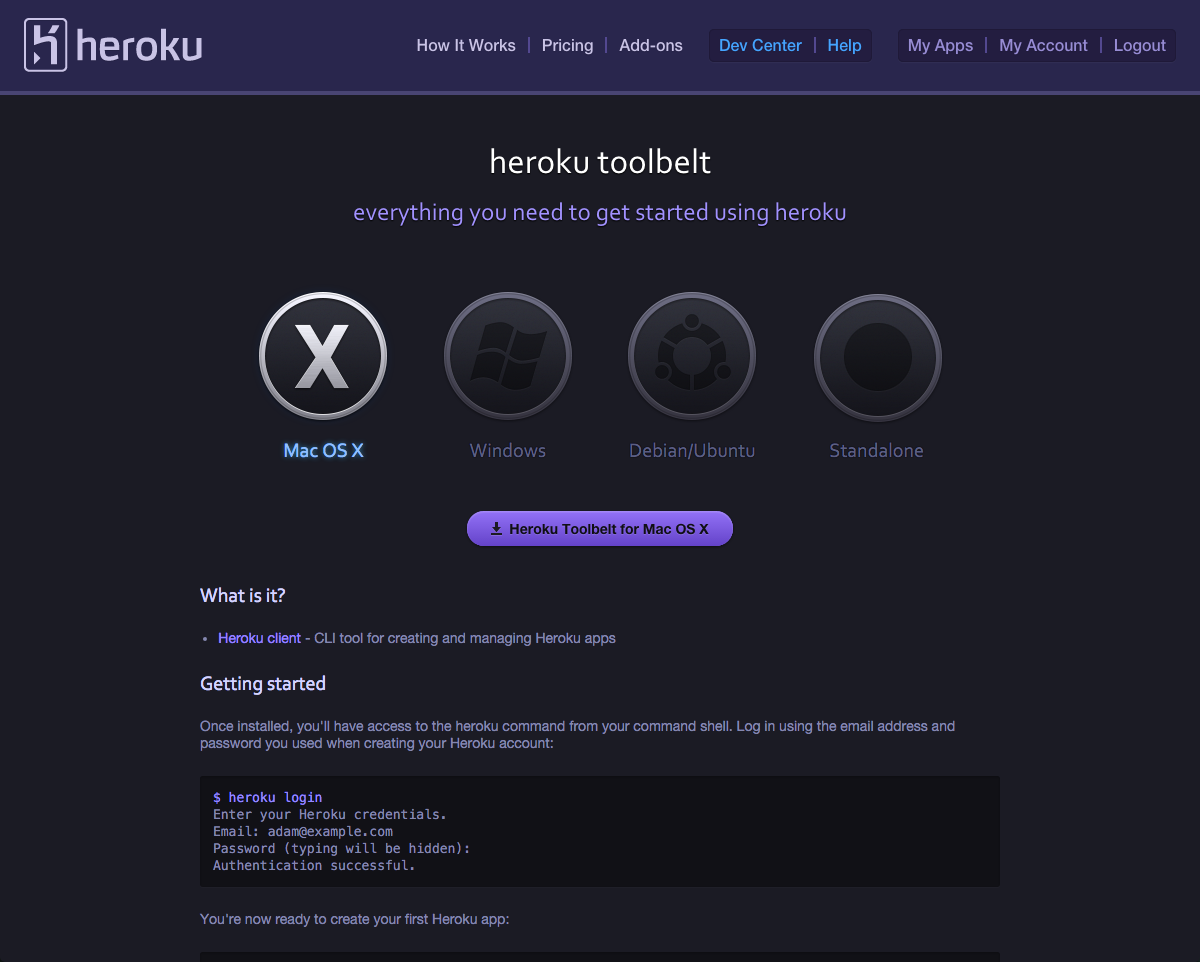 heroku
How It Works | Pricing | Add-ons
Dev Center | Help
My Apps | My Account | Logout
heroku toolbelt
everything you need to get started using heroku
X
Mac OS X
Windows
Debian/Ubuntu
Standalone
Heroku Toolbelt for Mac OS X
What is it?
• Heroku client - CLI tool for creating and managing Heroku apps
Getting started
Once installed, you'll have access to the heroku command from your command shell. Log in using the email address and
password you used when creating your Heroku account:
$ heroku login
Enter your Heroku credentials.
Email: adam@example.com
Password (typing will be hidden):
Authentication successful.
You're now ready to create your first Heroku app: